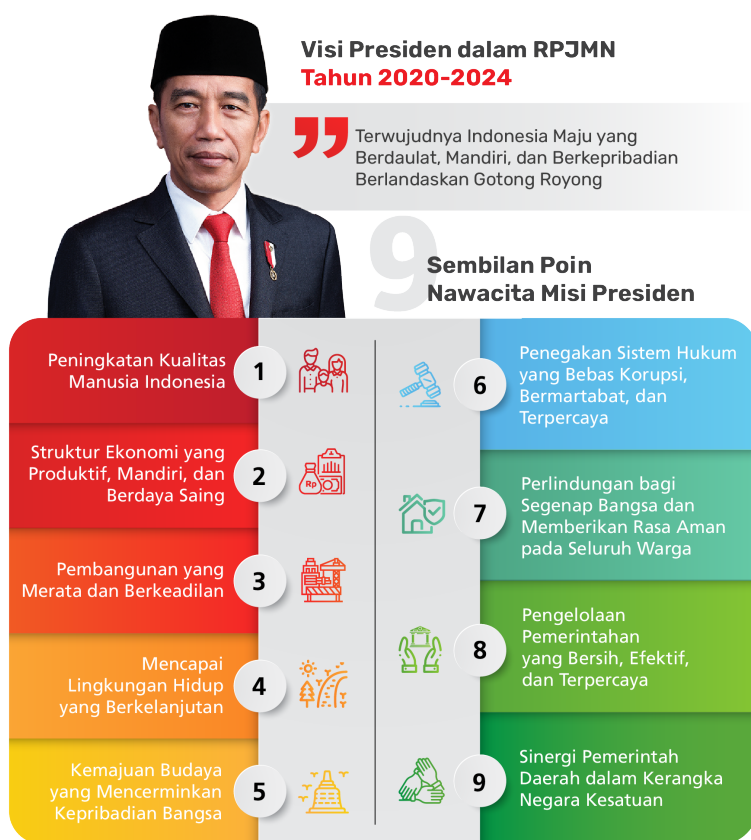 Visi Presiden dalam RPJMN
Tahun 2020-2024
Terwujudnya Indonesia Maju yang
Berdaulat, Mandiri, dan Berkepribadian
Berlandaskan Gotong Royong
9
Sembilan Poin
Nawacita Misi Presiden
Peningkatan Kualitas
Manusia Indonesia
1
Struktur Ekonomi yang
Produktif, Mandiri, dan
Berdaya Saing
2
Rp
Pembangunan yang
Merata dan Berkeadilan
3
Mencapai
Lingkungan Hidup
yang Berkelanjutan
4
Kemajuan Budaya
yang Mencerminkan
Kepribadian Bangsa
5
6
Penegakan Sistem Hukum
yang Bebas Korupsi,
Bermartabat, dan
Terpercaya
7
Perlindungan bagi
Segenap Bangsa dan
Memberikan Rasa Aman
pada Seluruh Warga
8
Pengelolaan
Pemerintahan
yang Bersih, Efektif,
dan Terpercaya
9
Sinergi Pemerintah
Daerah dalam Kerangka
Negara Kesatuan